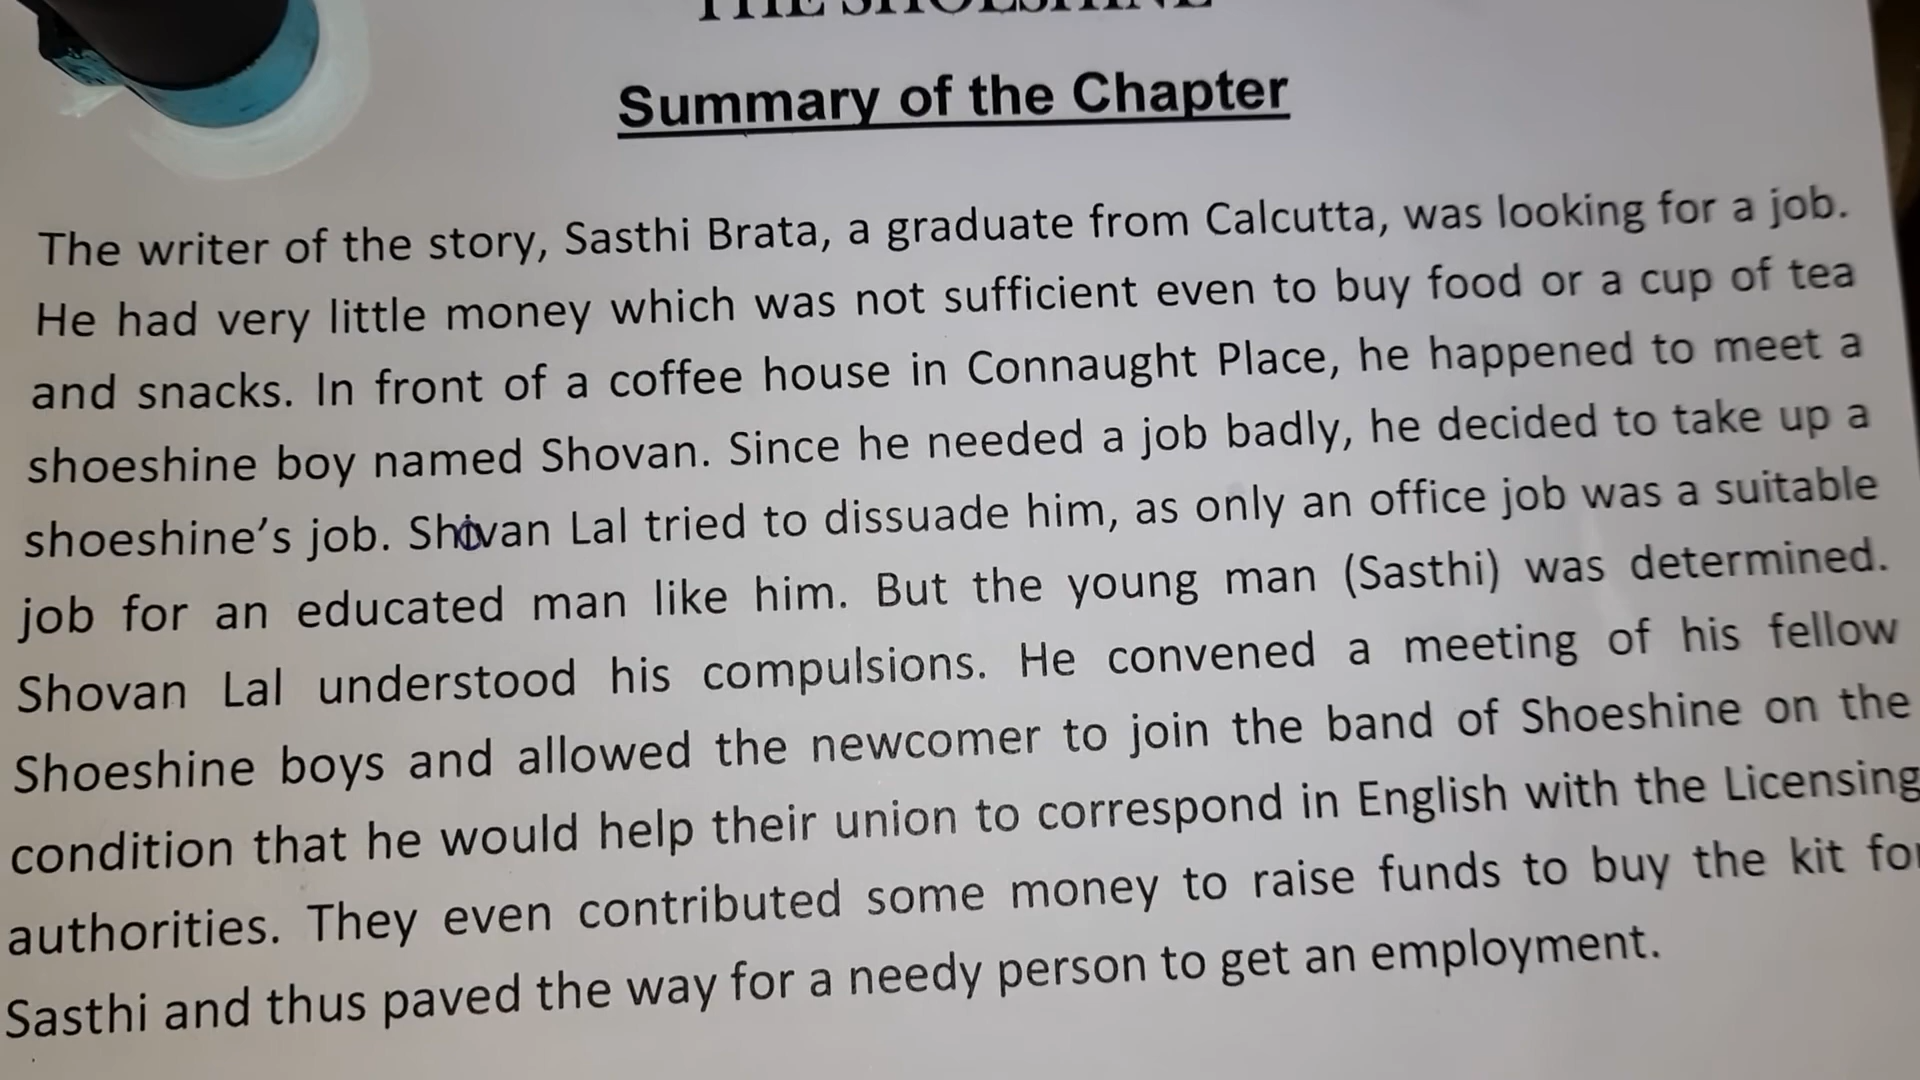 THE SHOESHINE
Summary of the Chapter
The writer of the story, Sasthi Brata, a graduate from Calcutta, was looking for a job.
He had very little money which was not sufficient even to buy food or a cup of tea
and snacks. In front of a coffee house in Connaught Place, he happened to meet a
shoeshine boy named Shovan. Since he needed a job badly, he decided to take up a
shoeshine’s job. Shovan Lal tried to dissuade him, as only an office job was a suitable
job for an educated man like him. But the young man (Sasthi) was determined.
Shovan Lal understood his compulsions. He convened a meeting of his fellow
Shoeshine boys and allowed the newcomer to join the band of Shoeshine on the
condition that he would help their union to correspond in English with the Licensing
authorities. They even contributed some money to raise funds to buy the kit for
Sasthi and thus paved the way for a needy person to get an employment.